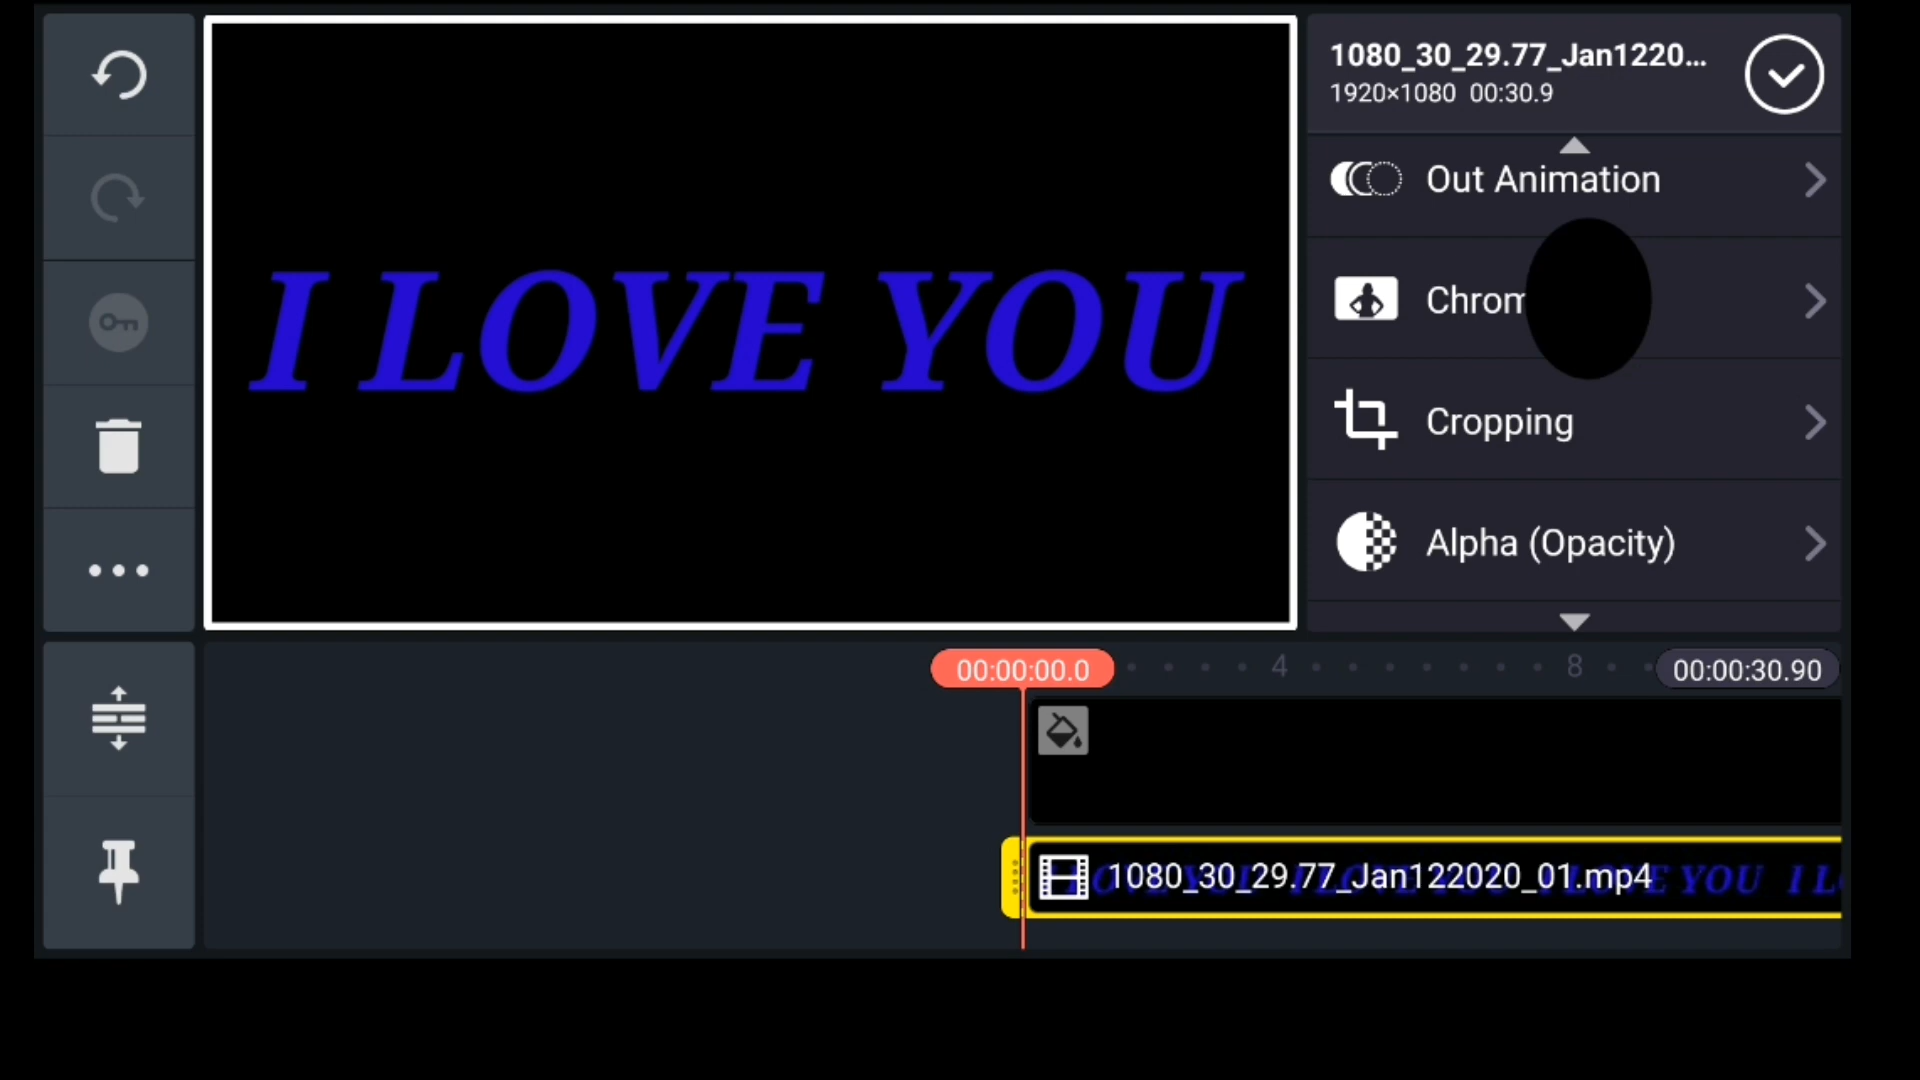 1080_30_29.77_Jan1220...
1920×1080 00:30.9
Out Animation
Cropping
Alpha (Opacity)
I LOVE YOU
00:00:00.0
4
8
00:00:30.90
1080_30_29.77_Jan122020_01.mp4